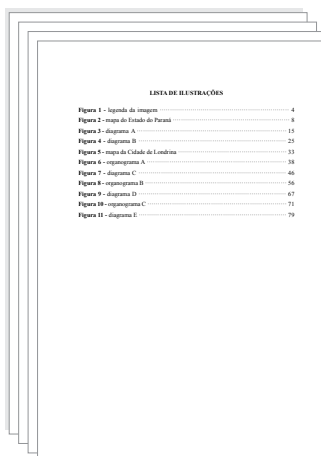 LISTA DE ILUSTRAÇÕES
Figura 1 - legenda da imagem 4
Figura 2 - mapa do Estado do Paraná 8
Figura 3 - diagrama A 15
Figura 4 - diagrama B 25
Figura 5 - mapa da Cidade de Londrina 33
Figura 6 - organograma A 38
Figura 7 - diagrama C 46
Figura 8 - organograma B 56
Figura 9 - diagrama D 67
Figura 10 - organograma C 71
Figura 11 - diagrama E 79